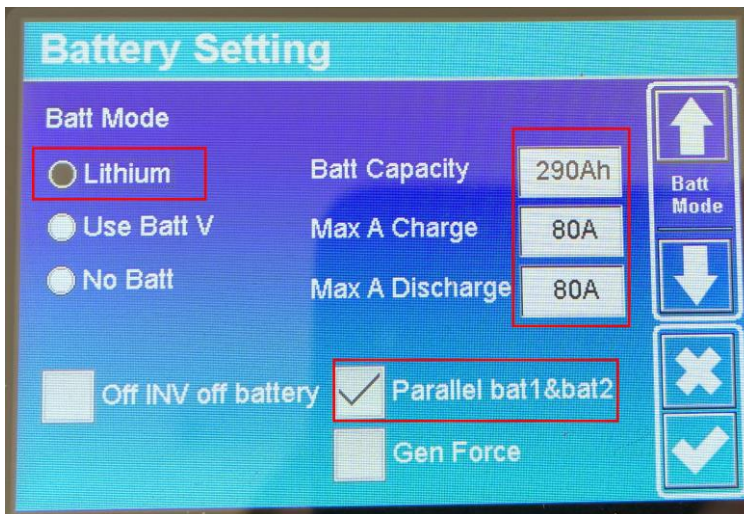 Battery Setting
Batt Mode
Lithium
Batt Capacity 290Ah
Use Batt V
Max A Charge 80A
No Batt
Max A Discharge 80A
Batt
Mode
Off INV off battery
Parallel bat1&bat2
Gen Force